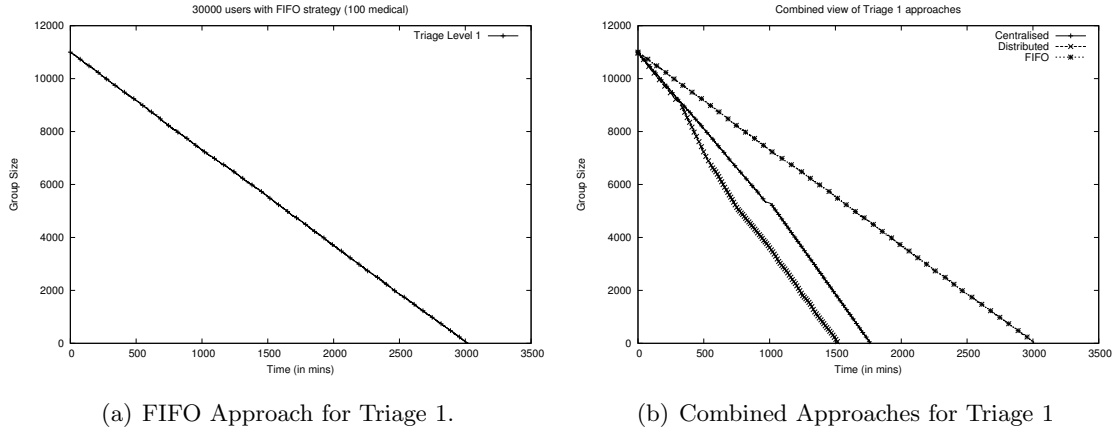 30000 users with FIFO strategy (100 medical)
12000
Triage Level 1
10000
8000
Group Size
6000
4000
2000
0
0 500 1000 1500 2000 2500 3000 3500
Time (in mins)
(a) FIFO Approach for Triage 1.
Combined view of Triage 1 approaches
12000
Centralised
Distributed
FIFO
10000
8000
Group Size
6000
4000
2000
0
0 500 1000 1500 2000 2500 3000 3500
Time (in mins)
(b) Combined Approaches for Triage 1